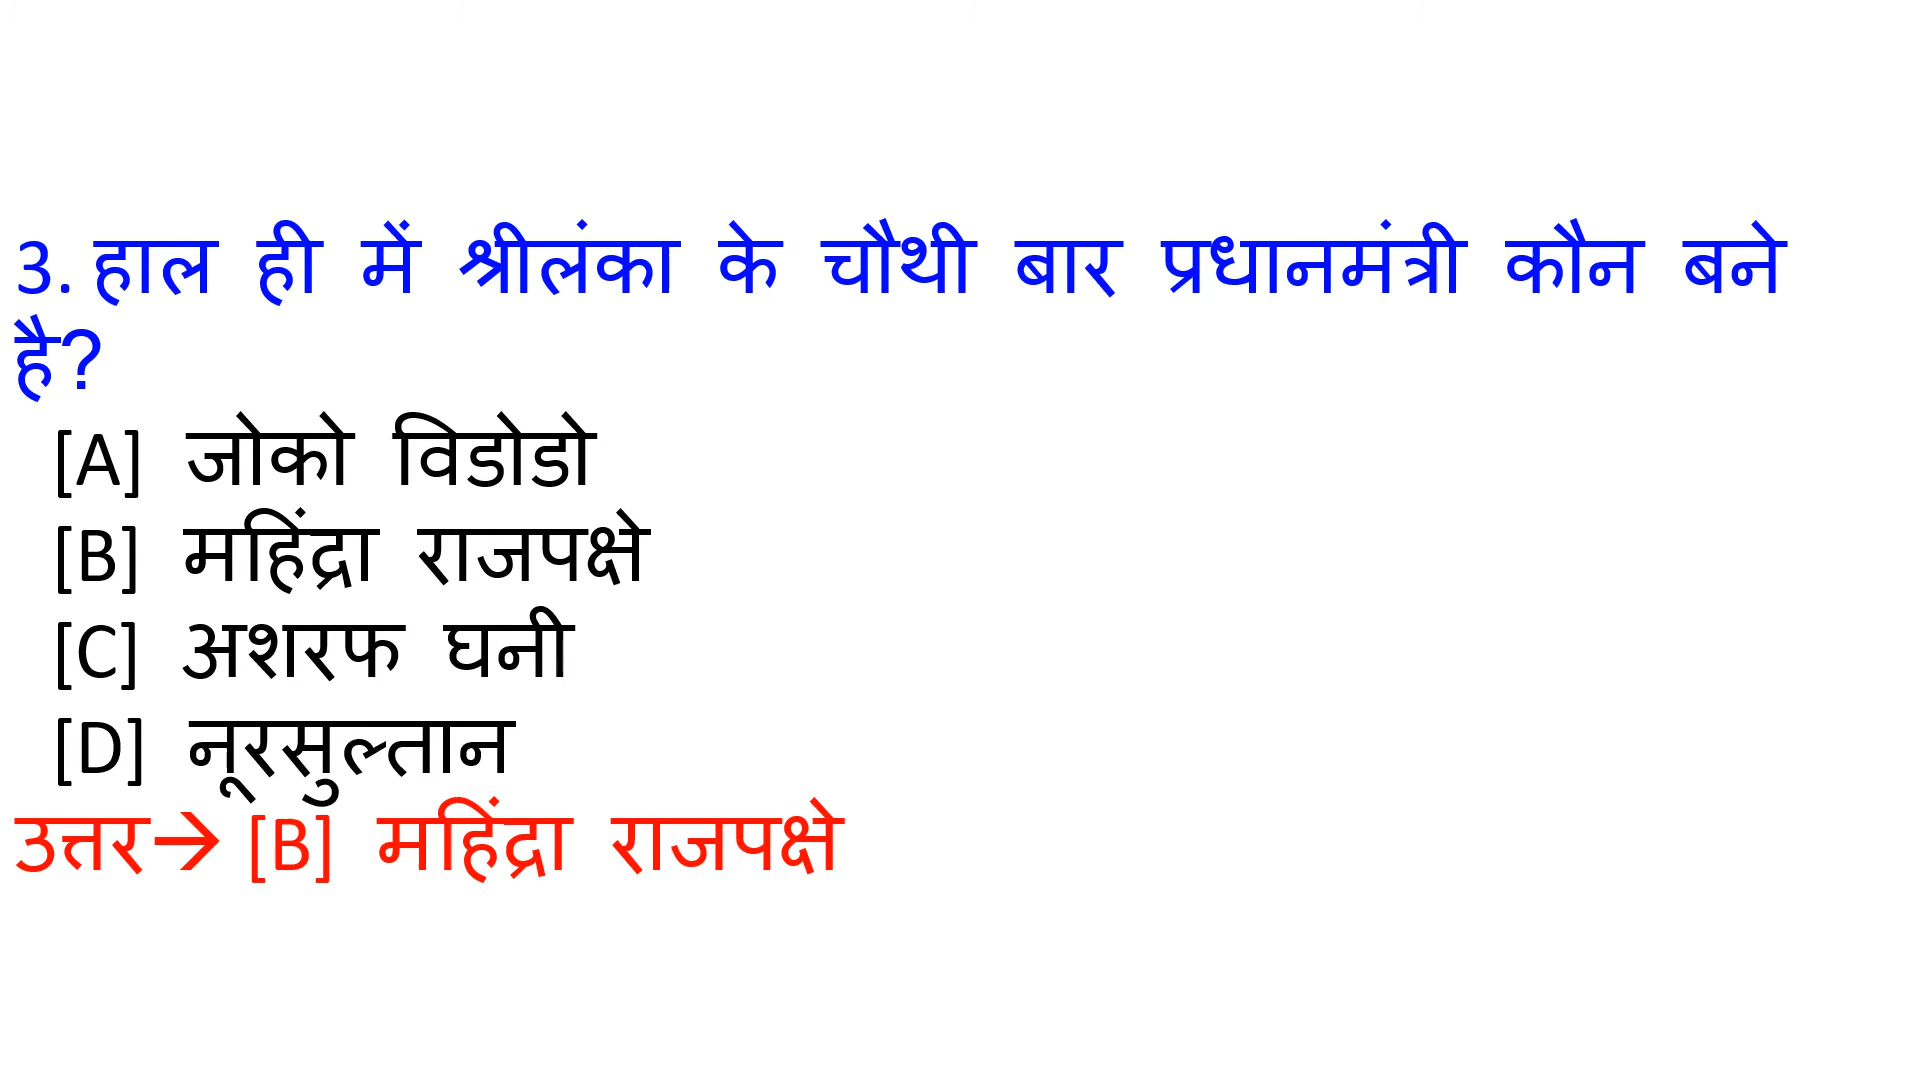 3. हाल ही में श्रीलंका के चौथी बार प्रधानमंत्री कौन बने
है?
[A] जोको विडोडो
[B] महिंद्रा राजपक्षे
[C] अशरफ घनी
[D] नूरसुल्तान
उत्तर→ [B] महिंद्रा राजपक्षे